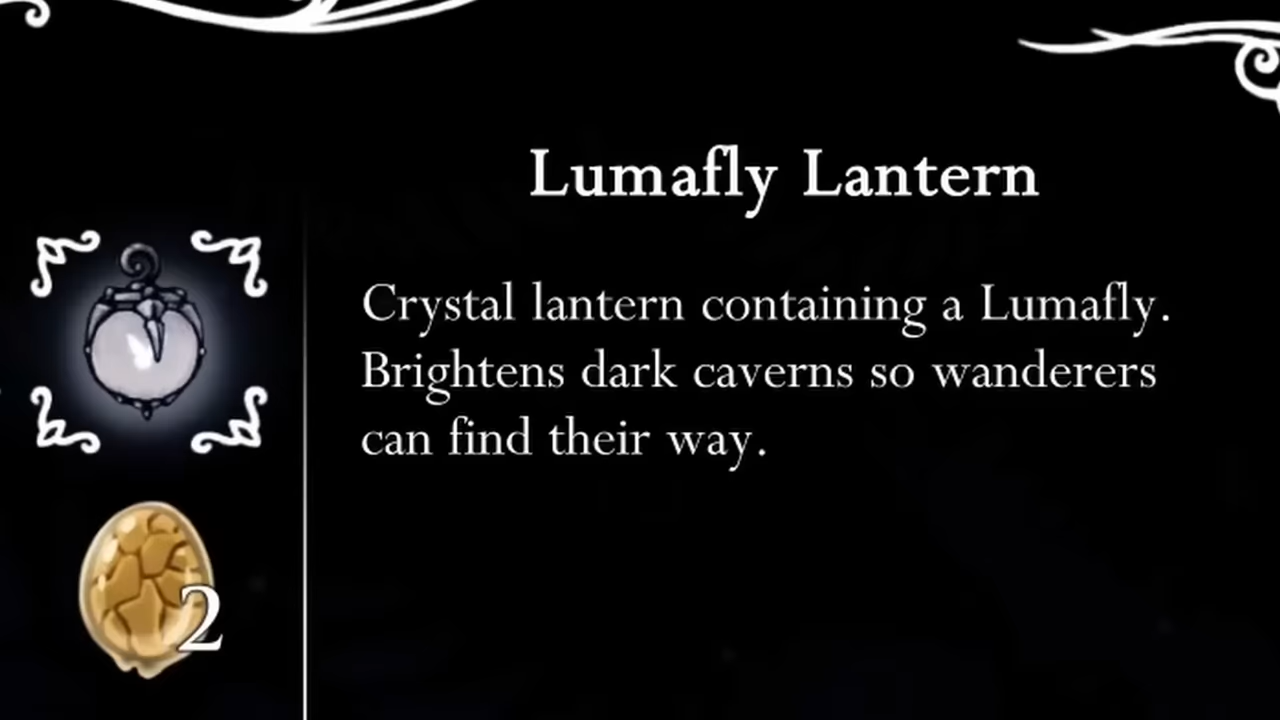 Lumafly Lantern
Crystal lantern containing a Lumafly.
Brightens dark caverns so wanderers
can find their way.
2